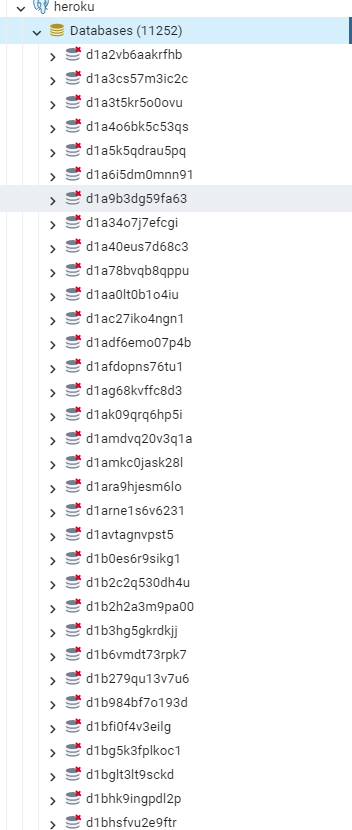 heroku
Databases (11252)
d1a2vb6aakrfhb
d1a3cs57m3ic2c
d1a3t5kr5o0ovu
d1a4o6bk5c53qs
d1a5k5qdrau5pq
d1a6i5dm0mnn91
d1a9b3dg59fa63
d1a34o7j7efcgi
d1a40eus7d68c3
d1a78bvqb8qppu
d1aa0lt0b1o4iu
d1ac27iko4ngn1
d1adf6emo07p4b
d1afdopns76tu1
d1ag68kvffc8d3
d1ak09qrq6hp5i
d1amdvq20v3q1a
d1amkc0jask28l
d1ara9hjesm6lo
d1arne1s6v6231
d1avtagnvpst5
d1b0es6r9sikg1
d1b2c2q530dh4u
d1b2h2a3m9pa00
d1b3hg5gkrdkjj
d1b6vmdt73rpk7
d1b279qu13v7u6
d1b984bf7o193d
d1bfi0f4v3eilg
d1bg5k3fplkoc1
d1bglt3lt9sckd
d1bhk9ingpdl2p
d1bhsfvu2e9ftr